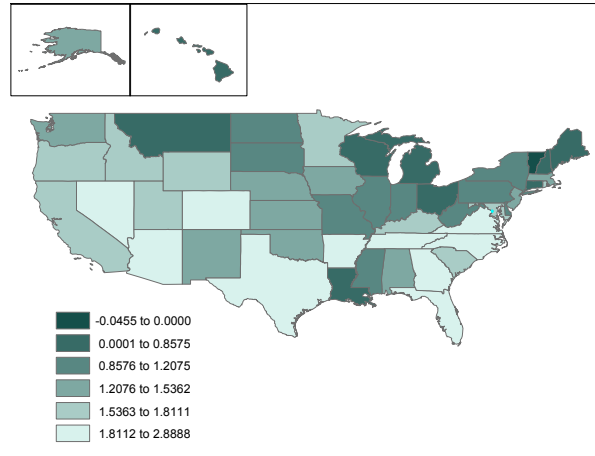 -0.0455 to 0.0000
0.0001 to 0.8575
0.8576 to 1.2075
1.2076 to 1.5362
1.5363 to 1.8111
1.8112 to 2.8888